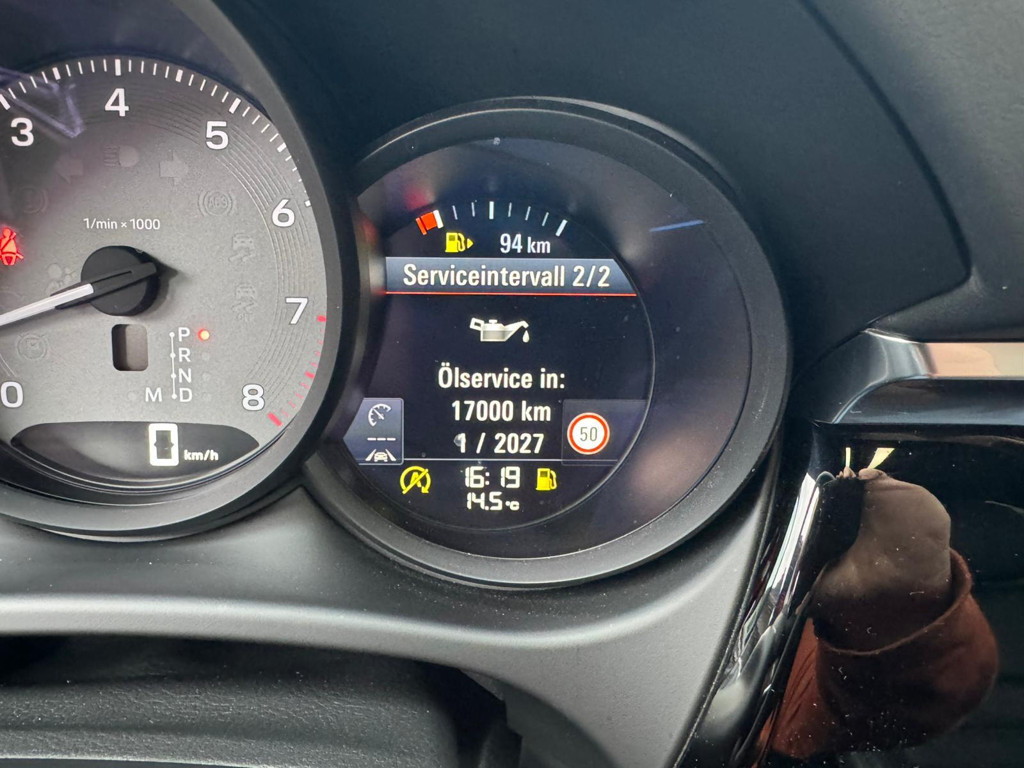 3
4
5
6
7
8
0
1/min × 1000
P
R
N
M D
0 km/h
94 km
Serviceintervall 2/2
Ölservice in:
17000 km
1 / 2027
50
---
16:19
14.5 °C